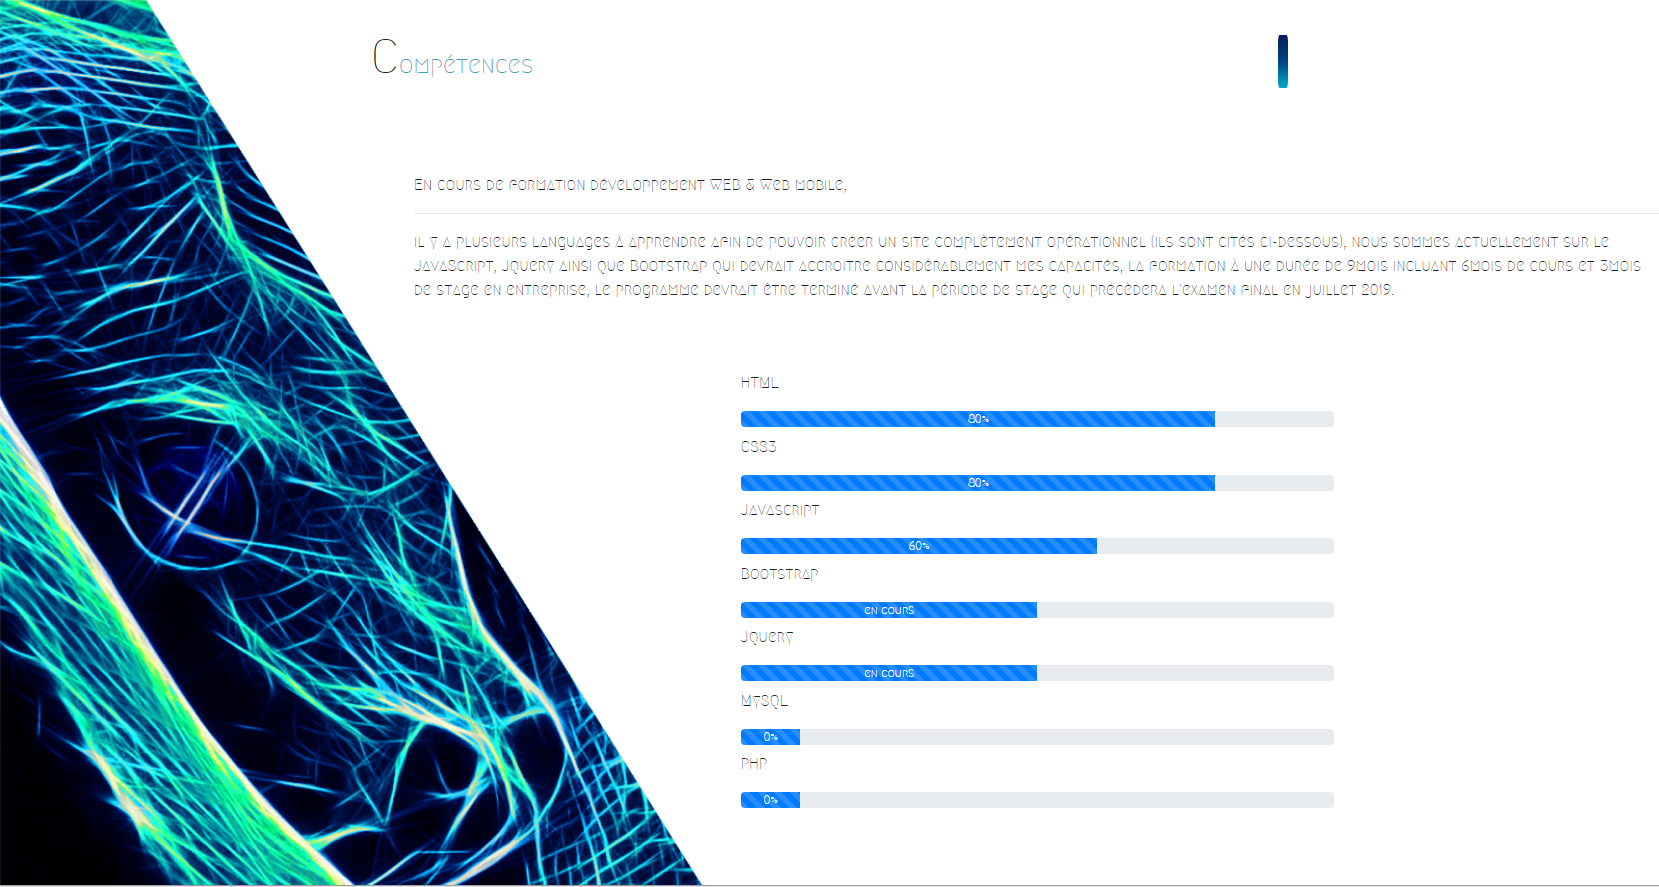 Compétences
En cours de formation développement WEB & Web mobile,
Il y a plusieurs languages à apprendre afin de pouvoir créer un site complètement opérationnel (ils sont cités ci-dessous), nous sommes actuellement sur le
JavaScript, JQuery ainsi que Bootstrap qui devrait accroitre considérablement mes capacités, la formation à une durée de 9mois incluant 6mois de cours et 3mois
de stage en entreprise, le programme devrait être terminé avant la période de stage qui précèdera l'examen final en juillet 2019.
HTML
80%
CSS3
80%
Javascript
60%
Bootstrap
en cours
JQuery
en cours
MySQL
0%
PHP
0%